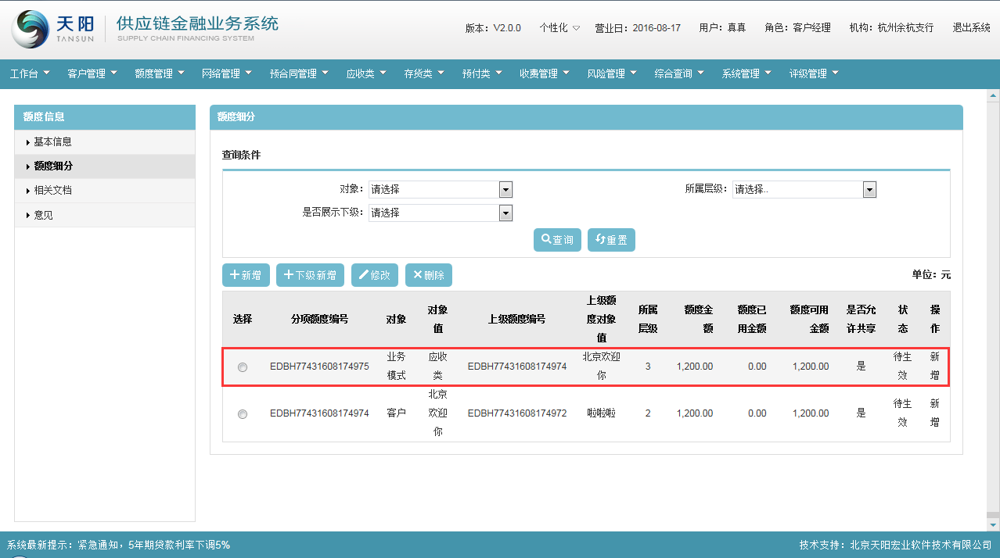 天阳 TANSUN 供应链金融业务系统 SUPPLY CHAIN FINANCING SYSTEM
版本：V2.0.0 个性化 营业日：2016-08-17 用户：真真 角色：客户经理 机构：杭州余杭支行 退出系统
工作台 客户管理 额度管理 网络管理 预合同管理 应收类 存货类 预付类 收费管理 风险管理 综合查询 系统管理 评级管理
额度信息
基本信息
额度细分
相关文档
意见
额度细分
查询条件
对象： 请选择 所属层级： 请选择..
是否展示下级： 请选择
查询 重置
新增 下级新增 修改 删除 单位：元
选择 分项额度编号 对象 对象值 上级额度编号 上级额度对象值 所属层级 额度金额 额度已用金额 额度可用金额 是否允许共享 状态 操作
EDBH77431608174975 业务模式 应收类 EDBH77431608174974 北京欢迎你 3 1,200.00 0.00 1,200.00 是 待生效 新增
EDBH77431608174974 客户 北京欢迎你 EDBH77431608174972 啦啦啦 2 1,200.00 0.00 1,200.00 是 待生效 新增
系统最新提示：紧急通知，5年期贷款利率下调5% 技术支持：北京天阳宏业软件技术有限公司